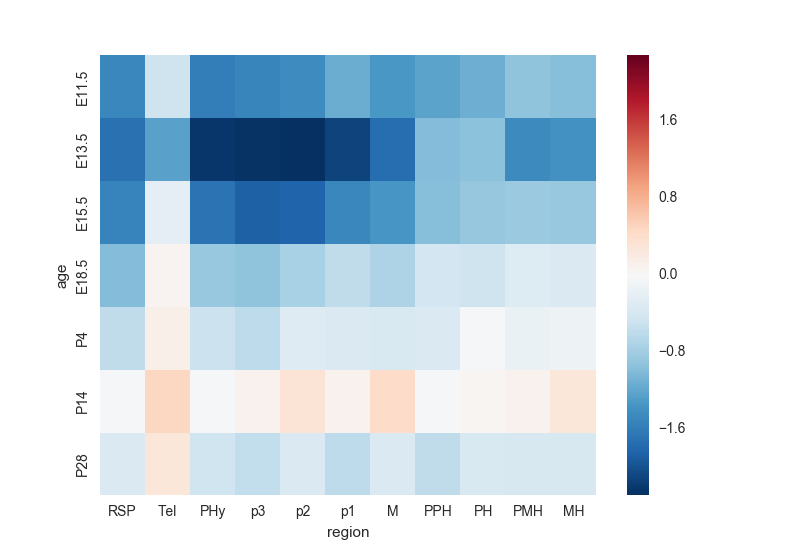 E11.5
E13.5
E15.5
E18.5
P4
P14
P28
age
RSP Tel PHy p3 p2 p1 M PPH PH PMH MH
region
1.6
0.8
0.0
−0.8
−1.6